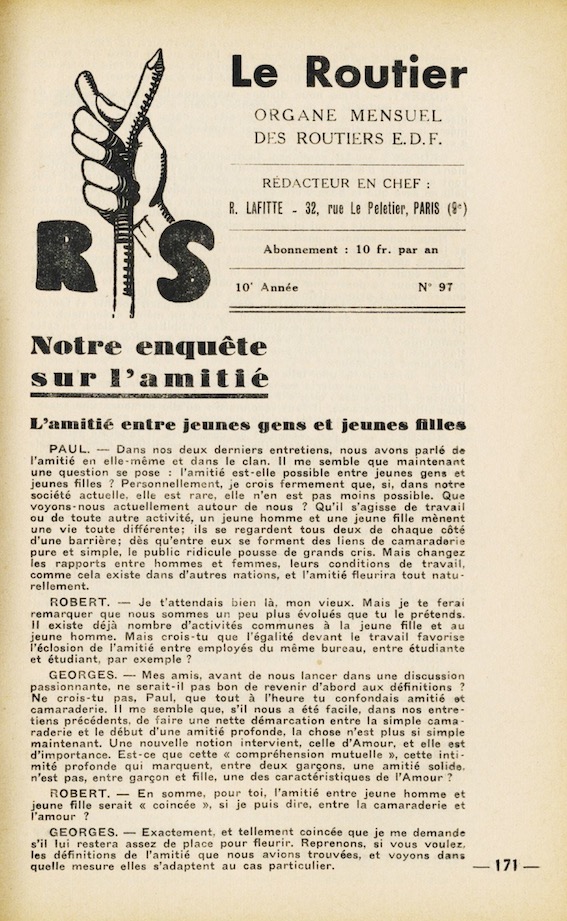 Le Routier
ORGANE MENSUEL
DES ROUTIERS E.D.F.
RÉDACTEUR EN CHEF :
R. LAFITTE - 32, rue Le Peletier, PARIS (9e)
Abonnement : 10 fr. par an
10' Année N° 97
R S
Notre enquête
sur l'amitié
L'amitié entre jeunes gens et jeunes filles
PAUL. — Dans nos deux derniers entretiens, nous avons parlé de
l'amitié en elle-même et dans le clan. Il me semble que maintenant
une question se pose : l'amitié est-elle possible entre jeunes gens et
jeunes filles ? Personnellement, je crois fermement que, si, dans notre
société actuelle, elle est rare, elle n'en est pas moins possible. Que
voyons-nous actuellement autour de nous ? Qu'il s'agisse de travail
ou de toute autre activité, un jeune homme et une jeune fille mènent
une vie toute différente; ils se regardent tous deux de chaque côté
d'une barrière; dès qu'entre eux se forment des liens de camaraderie
pure et simple, le public ridicule pousse de grands cris. Mais changez
les rapports entre hommes et femmes, leurs conditions de travail,
comme cela existe dans d'autres nations, et l'amitié fleurira tout natu-
rellement.
ROBERT. — Je t'attendais bien là, mon vieux. Mais je te ferai
remarquer que nous sommes un peu plus évolués que tu le prétends.
Il existe déjà nombre d'activités communes à la jeune fille et au
jeune homme. Mais crois-tu que l'égalité devant le travail favorise
l'éclosion de l'amitié entre employés du même bureau, entre étudiante
et étudiant, par exemple ?
GEORGES. — Mes amis, avant de nous lancer dans une discussion
passionnante, ne serait-il pas bon de revenir d'abord aux définitions ?
Ne crois-tu pas, Paul, que tout à l'heure tu confondais amitié et
camaraderie. Il me semble que, s'il nous a été facile, dans nos entre-
tiens précédents, de faire une nette démarcation entre la simple cama-
raderie et le début d'une amitié profonde, la chose n'est plus si simple
maintenant. Une nouvelle notion intervient, celle d'Amour, et elle est
d'importance. Est-ce que cette « compréhension mutuelle », cette inti-
mité profonde qui marquent, entre deux garçons, une amitié solide,
n'est pas, entre garçon et fille, une des caractéristiques de l'Amour ?
ROBERT. — En somme, pour toi, l'amitié entre jeune homme et
jeune fille serait « coincée », si je puis dire, entre la camaraderie et
l'amour ?
GEORGES. — Exactement, et tellement coincée que je me demande
s'il lui restera assez de place pour fleurir. Reprenons, si vous voulez,
les définitions de l'amitié que nous avions trouvées, et voyons dans
quelle mesure elles s'adaptent au cas particulier.
— 171 —